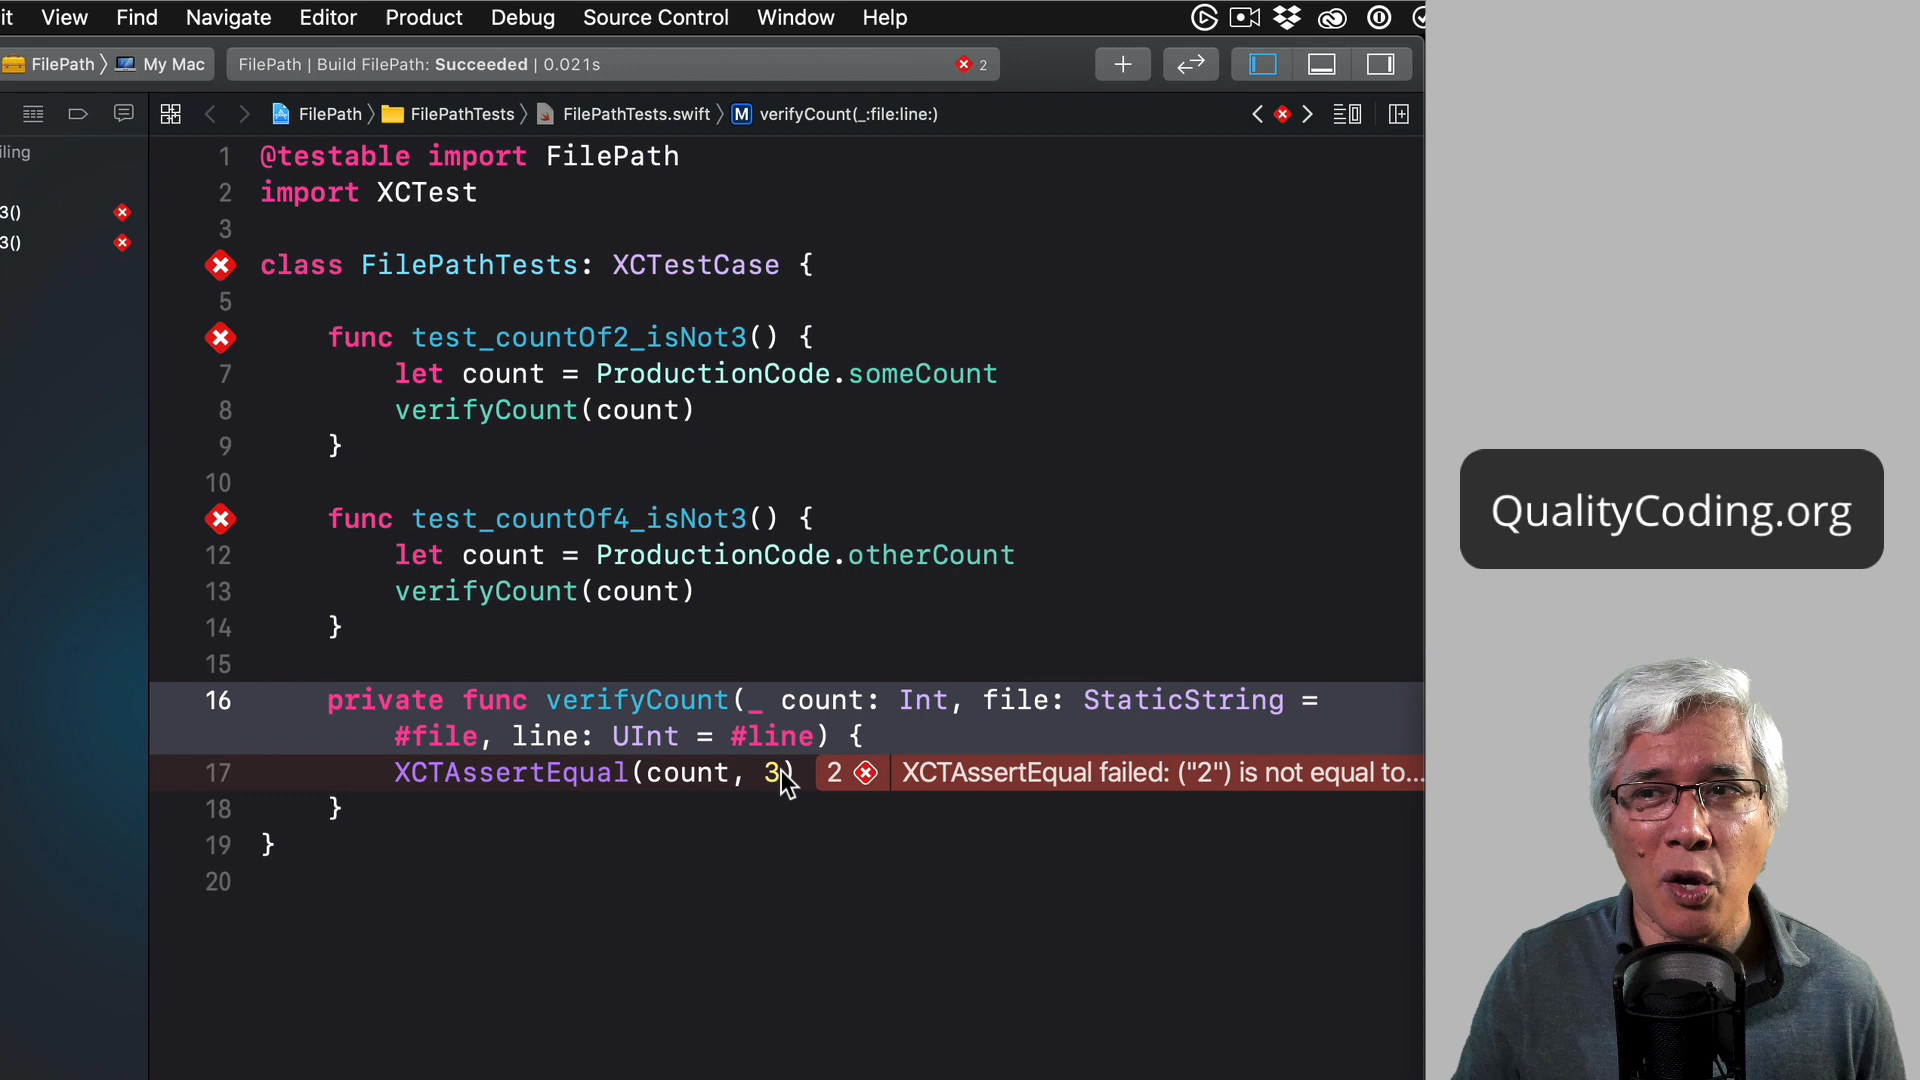 it View Find Navigate Editor Product Debug Source Control Window Help
FilePath My Mac FilePath | Build FilePath: Succeeded | 0.021s 2
FilePath FilePathTests FilePathTests.swift M verifyCount(_:file:line:)
iling
3()
3()
1 @testable import FilePath
2 import XCTest
3
class FilePathTests: XCTestCase {
5
func test_countOf2_isNot3() {
7 let count = ProductionCode.someCount
8 verifyCount(count)
9 }
10
func test_countOf4_isNot3() {
12 let count = ProductionCode.otherCount
13 verifyCount(count)
14 }
15
16 private func verifyCount(_ count: Int, file: StaticString =
#file, line: UInt = #line) {
17 XCTAssertEqual(count, 3) 2 XCTAssertEqual failed: ("2") is not equal to...
18 }
19 }
20
QualityCoding.org